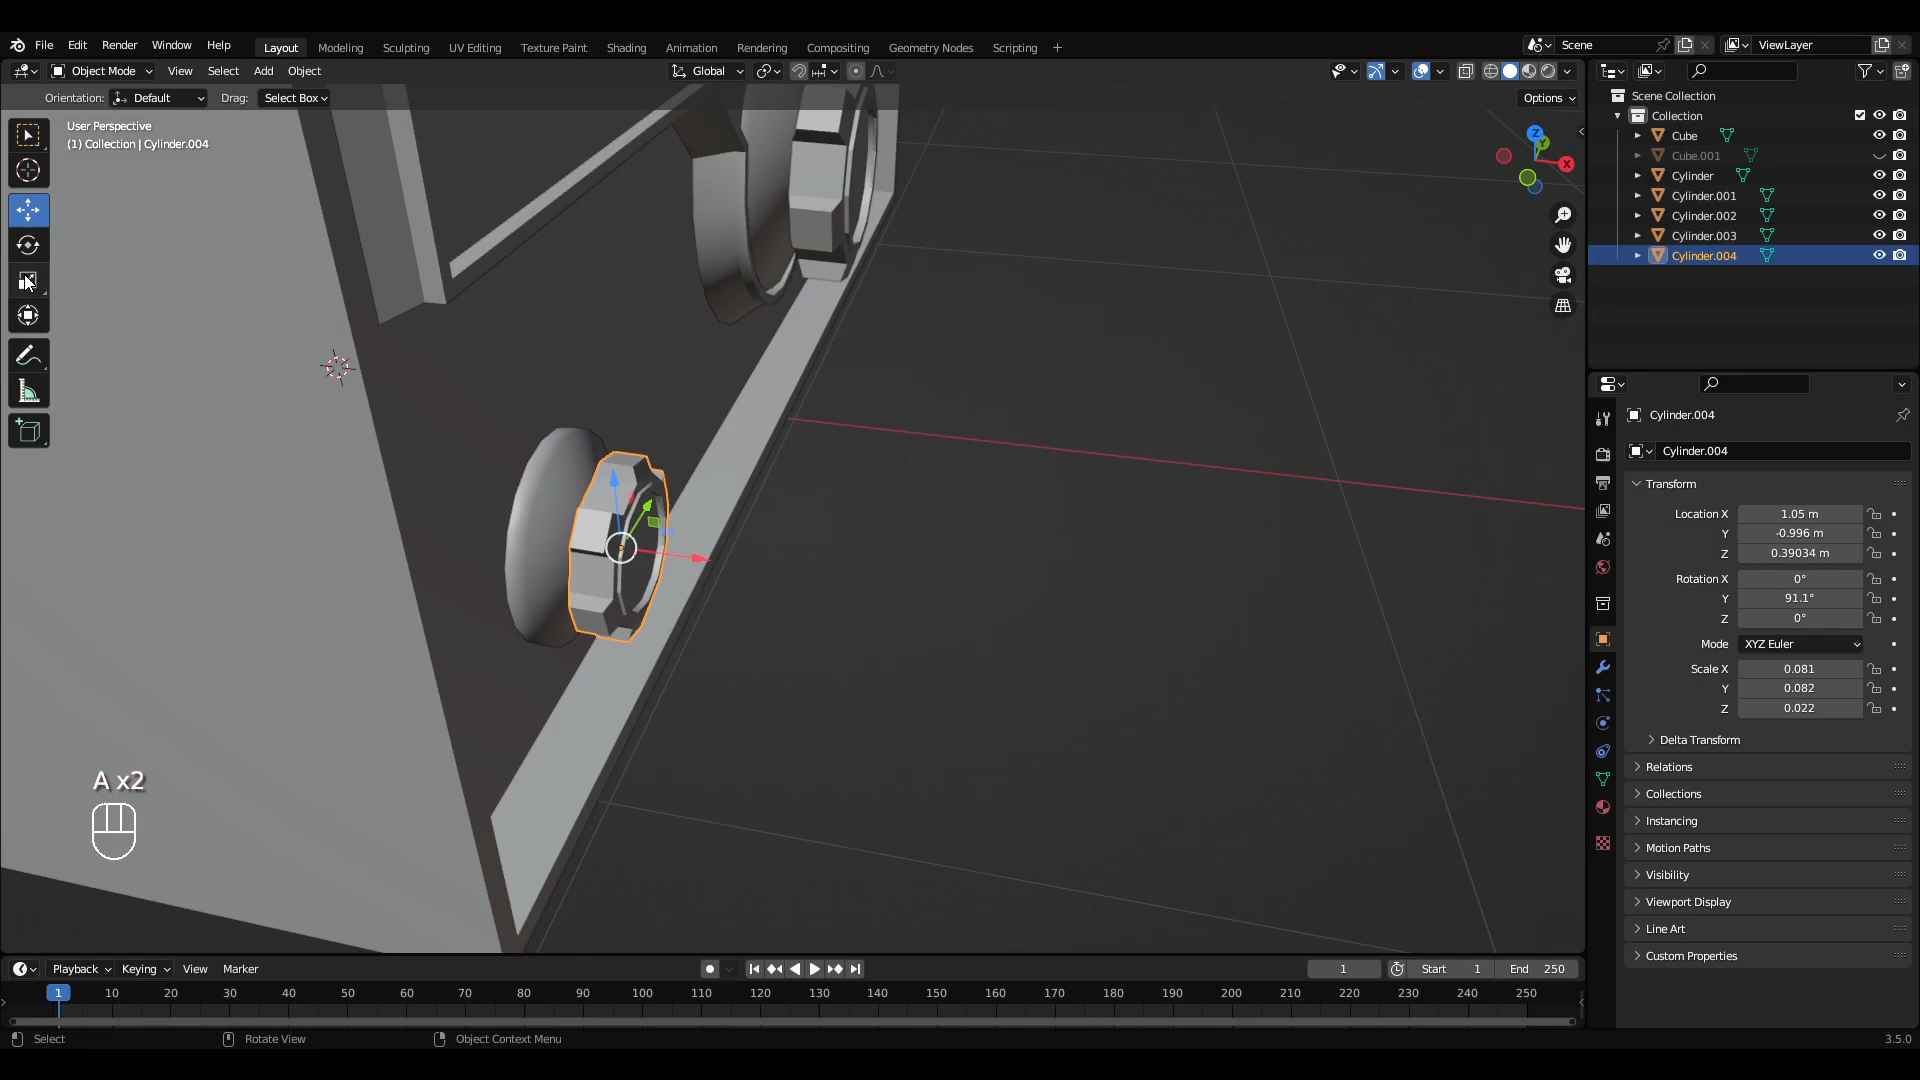 File Edit Render Window Help Layout Modeling Sculpting UV Editing Texture Paint Shading Animation Rendering Compositing Geometry Nodes Scripting + Scene ViewLayer
Object Mode View Select Add Object Global
Orientation: Default Drag: Select Box Options
User Perspective
(1) Collection | Cylinder.004
Z
Y
X
Scene Collection
Collection
Cube
Cube.001
Cylinder
Cylinder.001
Cylinder.002
Cylinder.003
Cylinder.004
Cylinder.004
Cylinder.004
Transform
Location X 1.05 m
Y -0.996 m
Z 0.39034 m
Rotation X 0°
Y 91.1°
Z 0°
Mode XYZ Euler
Scale X 0.081
Y 0.082
Z 0.022
Delta Transform
Relations
Collections
Instancing
Motion Paths
Visibility
Viewport Display
Line Art
Custom Properties
A x2
Playback Keying View Marker 1 Start 1 End 250
1 10 20 30 40 50 60 70 80 90 100 110 120 130 140 150 160 170 180 190 200 210 220 230 240 250
Select Rotate View Object Context Menu 3.5.0